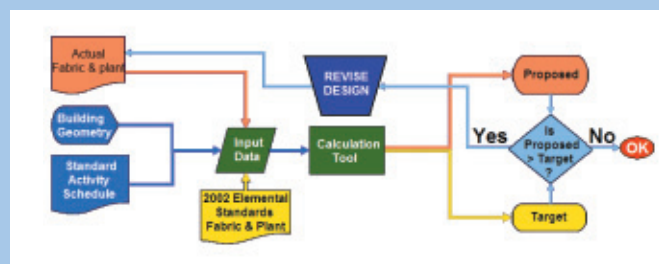 Actual
Fabric & plant
REVISE
DESIGN
Proposed
Building
Geometry
Input
Data
Calculation
Tool
Yes
Is
Proposed
> Target
?
No
OK
Standard
Activity
Schedule
2002 Elemental
Standards
Fabric & Plant
Target